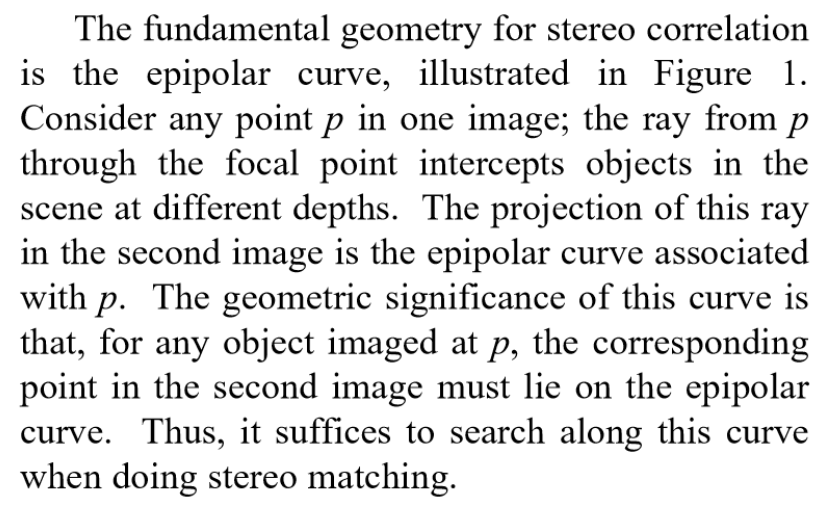 The fundamental geometry for stereo correlation
is the epipolar curve, illustrated in Figure 1.
Consider any point p in one image; the ray from p
through the focal point intercepts objects in the
scene at different depths.  The projection of this ray
in the second image is the epipolar curve associated
with p.  The geometric significance of this curve is
that, for any object imaged at p, the corresponding
point in the second image must lie on the epipolar
curve.  Thus, it suffices to search along this curve
when doing stereo matching.